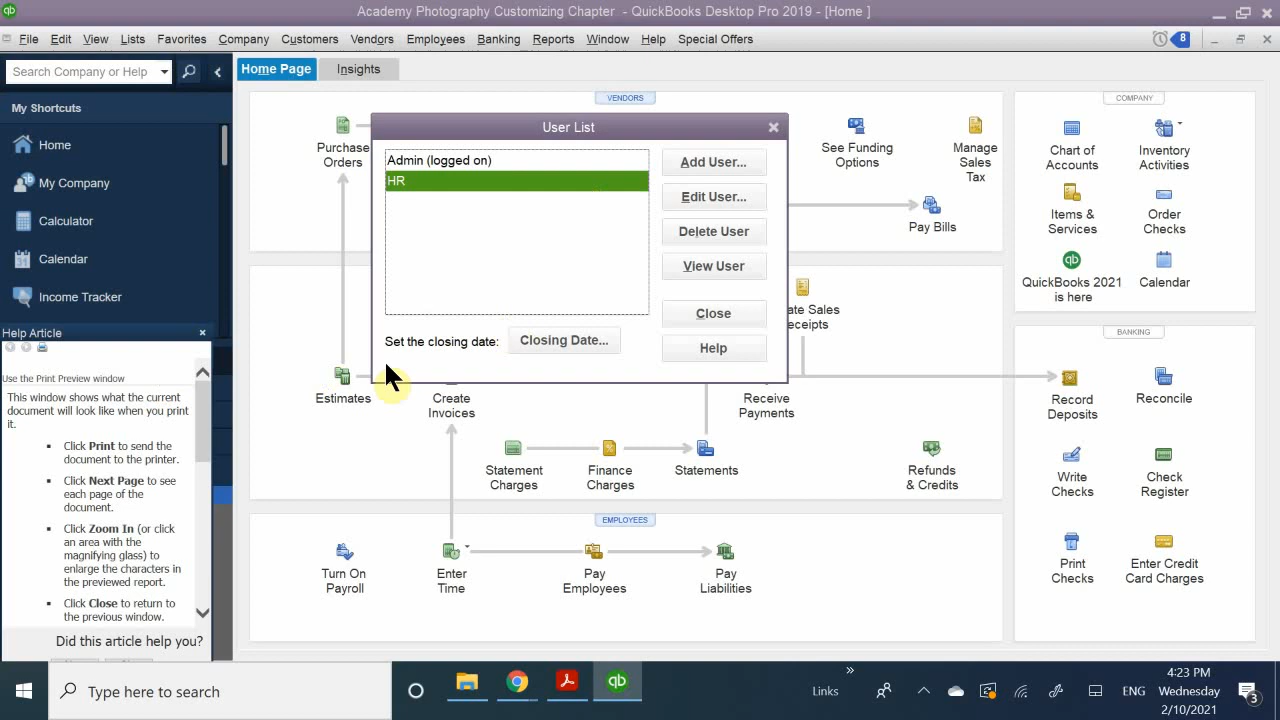 Academy Photography Customizing Chapter - QuickBooks Desktop Pro 2019 - [Home ]
File Edit View Lists Favorites Company Customers Vendors Employees Banking Reports Window Help Special Offers
8
Search Company or Help
Home Page
Insights
My Shortcuts
Home
My Company
Calculator
Calendar
Income Tracker
Help Article
Use the Print Preview window
This window shows what the current
document will look like when you print
it.
Click Print to send the
document to the printer.
Click Next Page to see
each page of the
document.
Click Zoom In (or click
an area with the
magnifying glass) to
enlarge the characters in
the previewed report.
Click Close to return to
the previous window.
Did this article help you?
VENDORS
Purchase
Orders
See Funding
Options
Manage
Sales
Tax
Pay Bills
User List
Admin (logged on)
HR
Add User...
Edit User...
Delete User
View User
Close
Help
Set the closing date:
Closing Date...
ate Sales
eceipts
Estimates
Create
Invoices
Receive
Payments
Statement
Charges
Finance
Charges
Statements
Refunds
& Credits
EMPLOYEES
Turn On
Payroll
Enter
Time
Pay
Employees
Pay
Liabilities
COMPANY
Chart of
Accounts
Inventory
Activities
Items &
Services
Order
Checks
QuickBooks 2021
is here
Calendar
BANKING
Record
Deposits
Reconcile
Write
Checks
Check
Register
Print
Checks
Enter Credit
Card Charges
Type here to search
Links
ENG
4:23 PM
Wednesday
2/10/2021
3